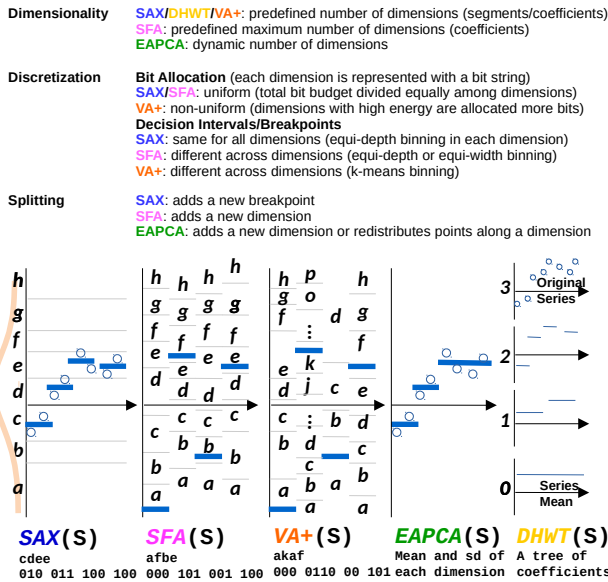 Dimensionality SAX/DHWT/VA+: predefined number of dimensions (segments/coefficients)
SFA: predefined maximum number of dimensions (coefficients)
EAPCA: dynamic number of dimensions
Discretization Bit Allocation (each dimension is represented with a bit string)
SAX/SFA: uniform (total bit budget divided equally among dimensions)
VA+: non-uniform (dimensions with high energy are allocated more bits)
Decision Intervals/Breakpoints
SAX: same for all dimensions (equi-depth binning in each dimension)
SFA: different across dimensions (equi-depth or equi-width binning)
VA+: different across dimensions (k-means binning)
Splitting SAX: adds a new breakpoint
SFA: adds a new dimension
EAPCA: adds a new dimension or redistributes points along a dimension
h
g
f
e
d
c
b
a
h h h h
g g g g
f f f f
e e e e
d d d d
c c c c
b b b b
a a a a
h g f e d c b a
p o ⋮ k j ⋮ d c b a
d c b a
h g f e d c b a
3 Original
Series
2
1
0 Series
Mean
SAX(S) SFA(S) VA+(S) EAPCA(S) DHWT(S)
cdee afbe akaf Mean and sd of A tree of
010 011 100 100 000 101 001 100 000 0110 00 101 each dimension coefficients